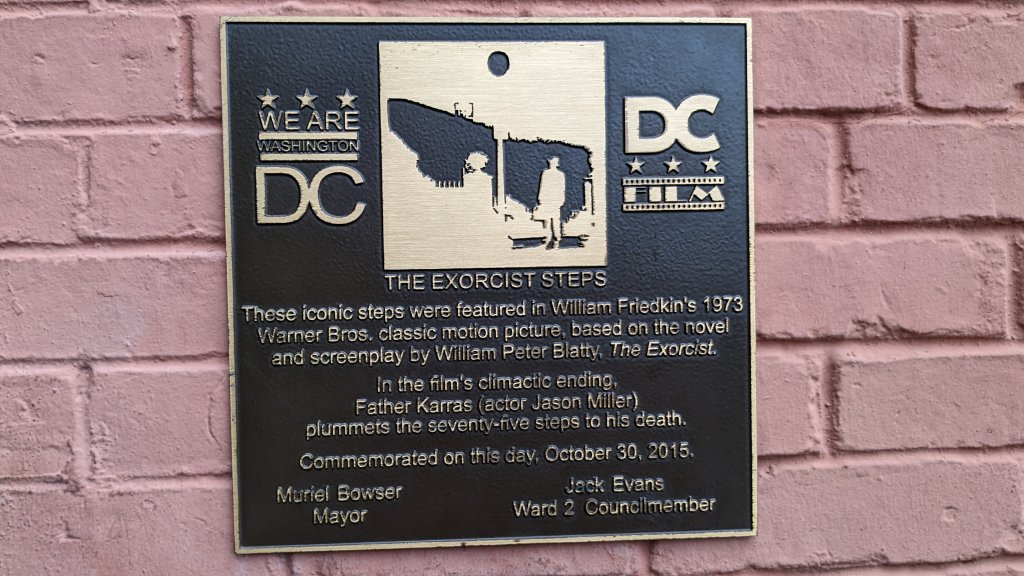 WE ARE
WASHINGTON
DC
DC
FILM
THE EXORCIST STEPS
These iconic steps were featured in William Friedkin's 1973
Warner Bros. classic motion picture, based on the novel
and screenplay by William Peter Blatty, The Exorcist.
In the film's climactic ending,
Father Karras (actor Jason Miller)
plummets the seventy-five steps to his death.
Commemorated on this day, October 30, 2015.
Muriel Bowser
Mayor
Jack Evans
Ward 2 Councilmember